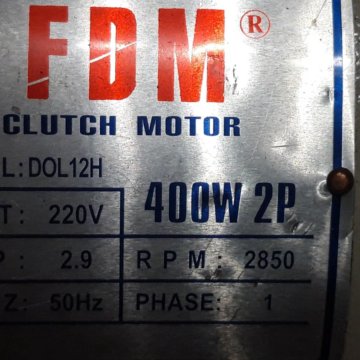 FDM®
CLUTCH MOTOR
L: DOL12H
T: 220V 400W 2P
P: 2.9 RPM: 2850
Z: 50Hz PHASE: 1